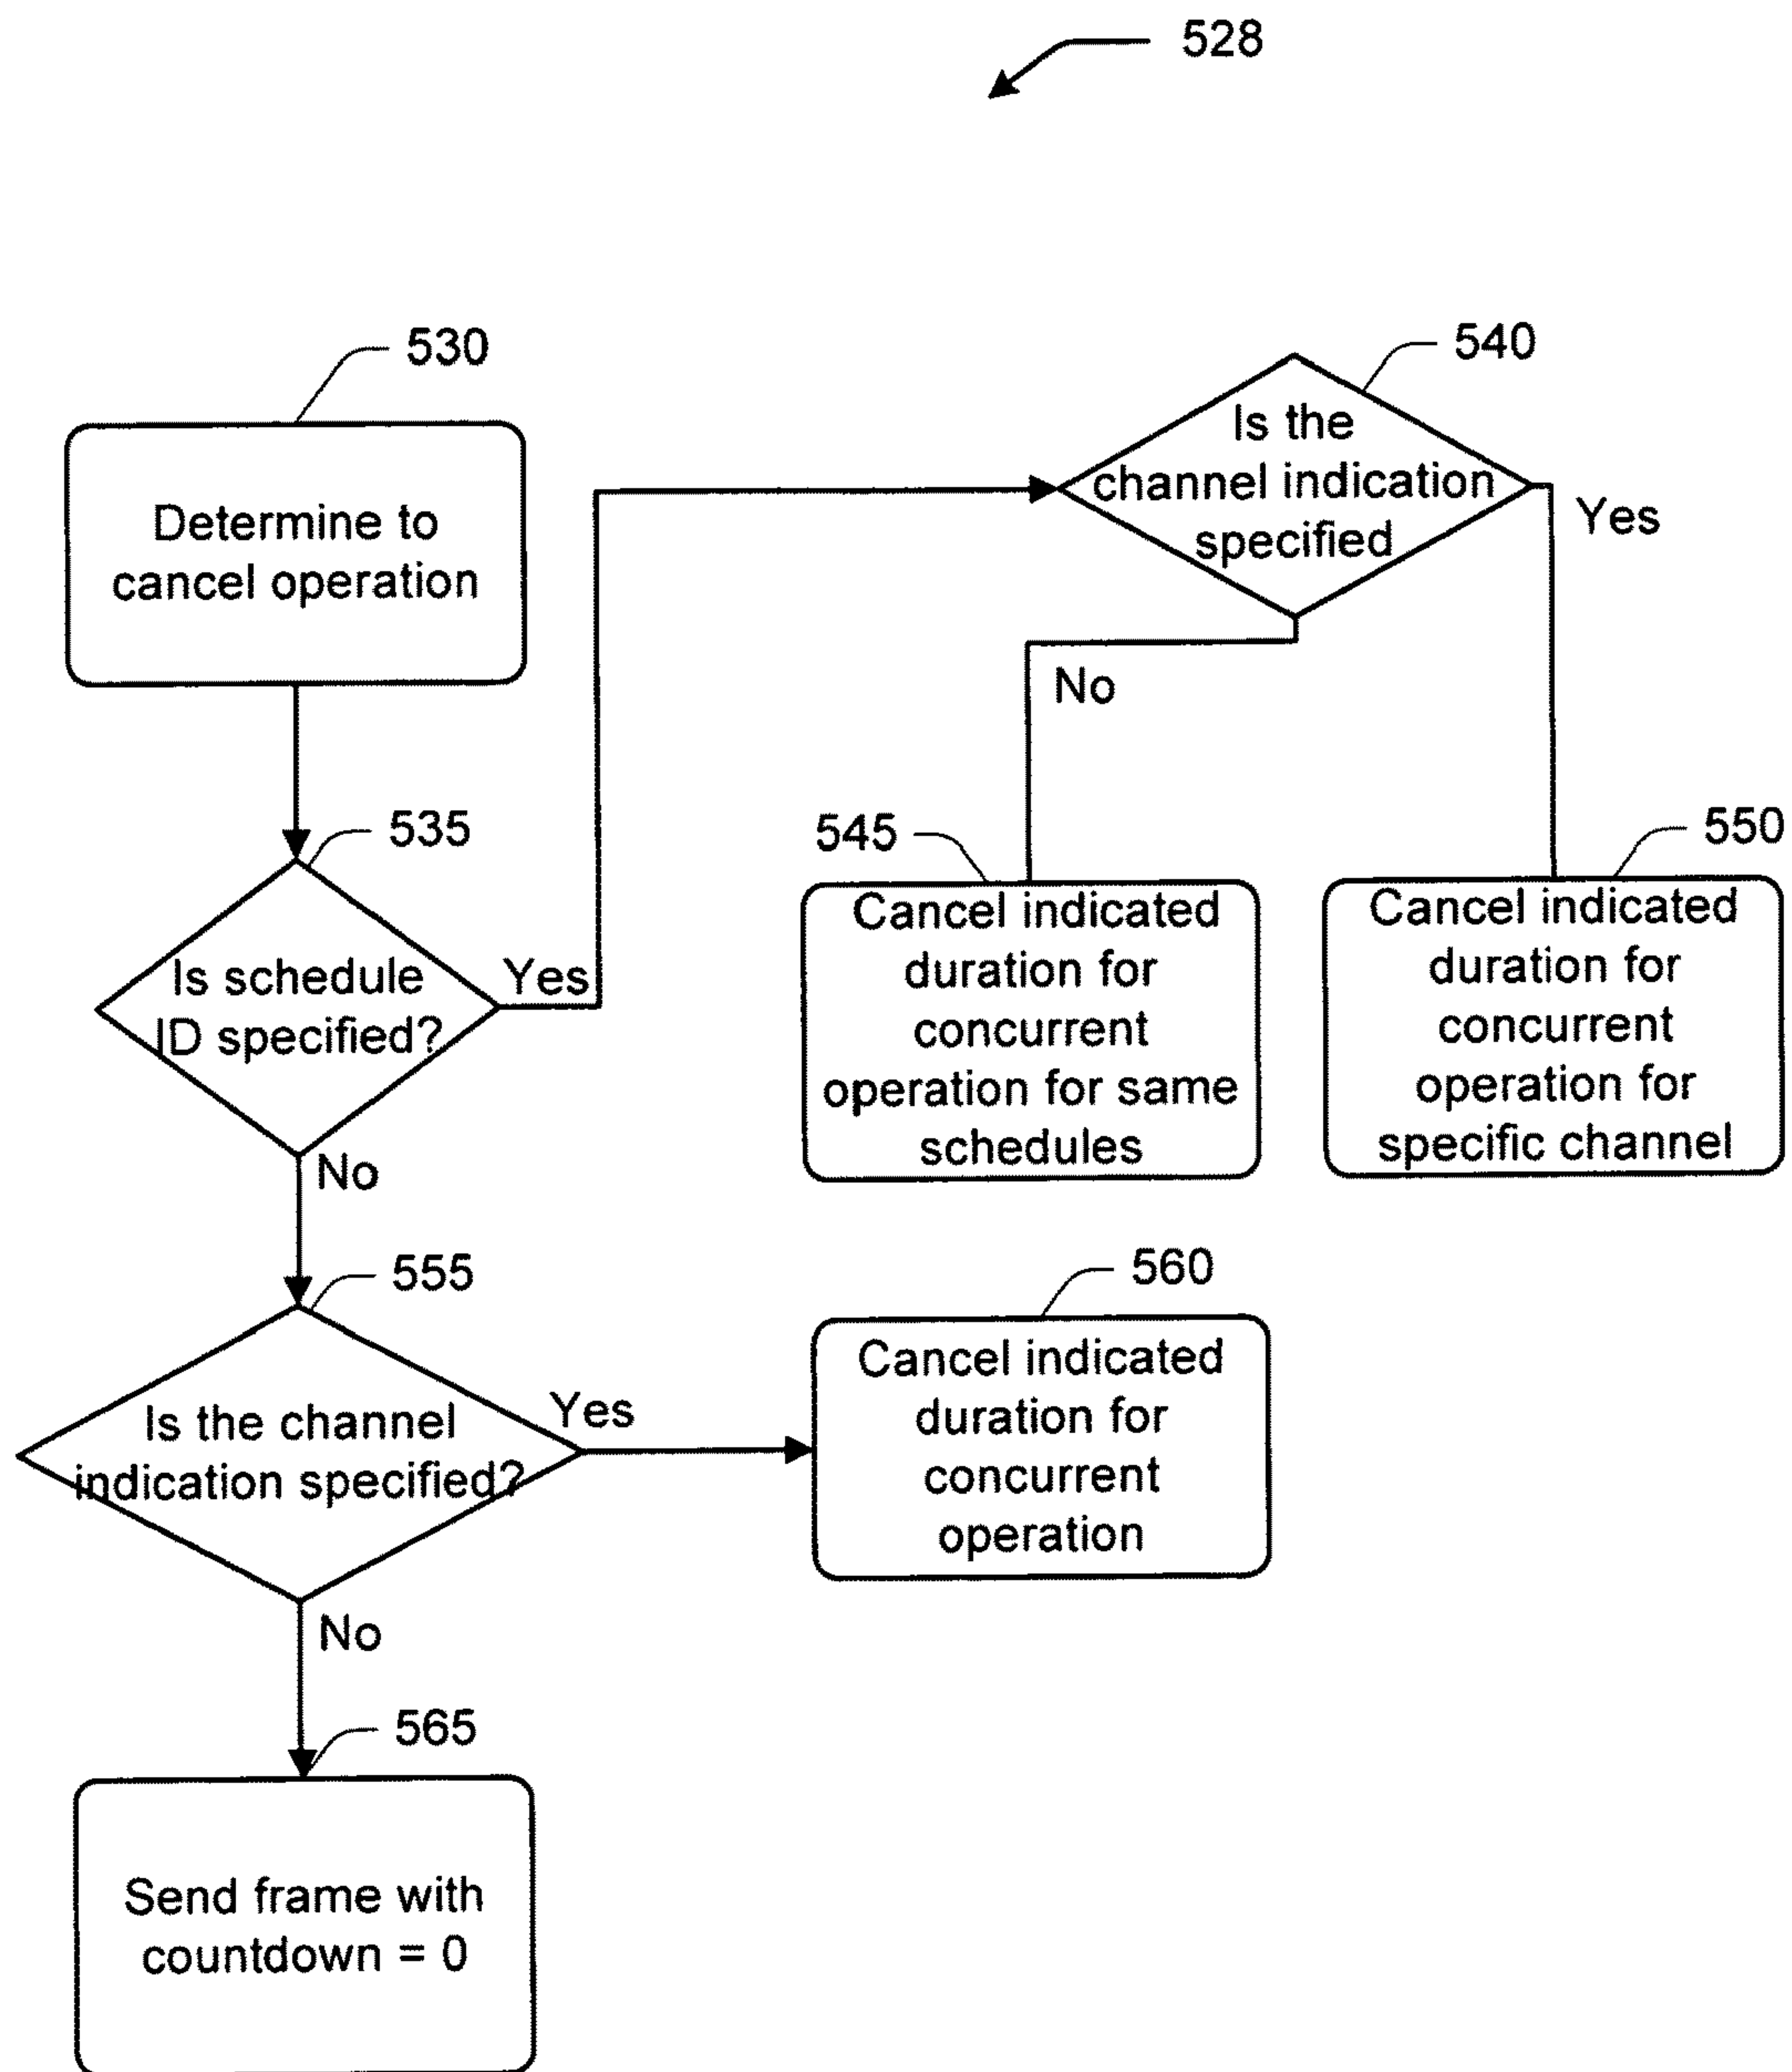 528
530
Determine to
cancel operation
540
Is the
channel indication
specified
Yes
No
535
Is schedule
ID specified?
Yes
No
545
Cancel indicated
duration for
concurrent
operation for same
schedules
550
Cancel indicated
duration for
concurrent
operation for
specific channel
555
Is the channel
indication specified?
Yes
No
560
Cancel indicated
duration for
concurrent
operation
565
Send frame with
countdown = 0